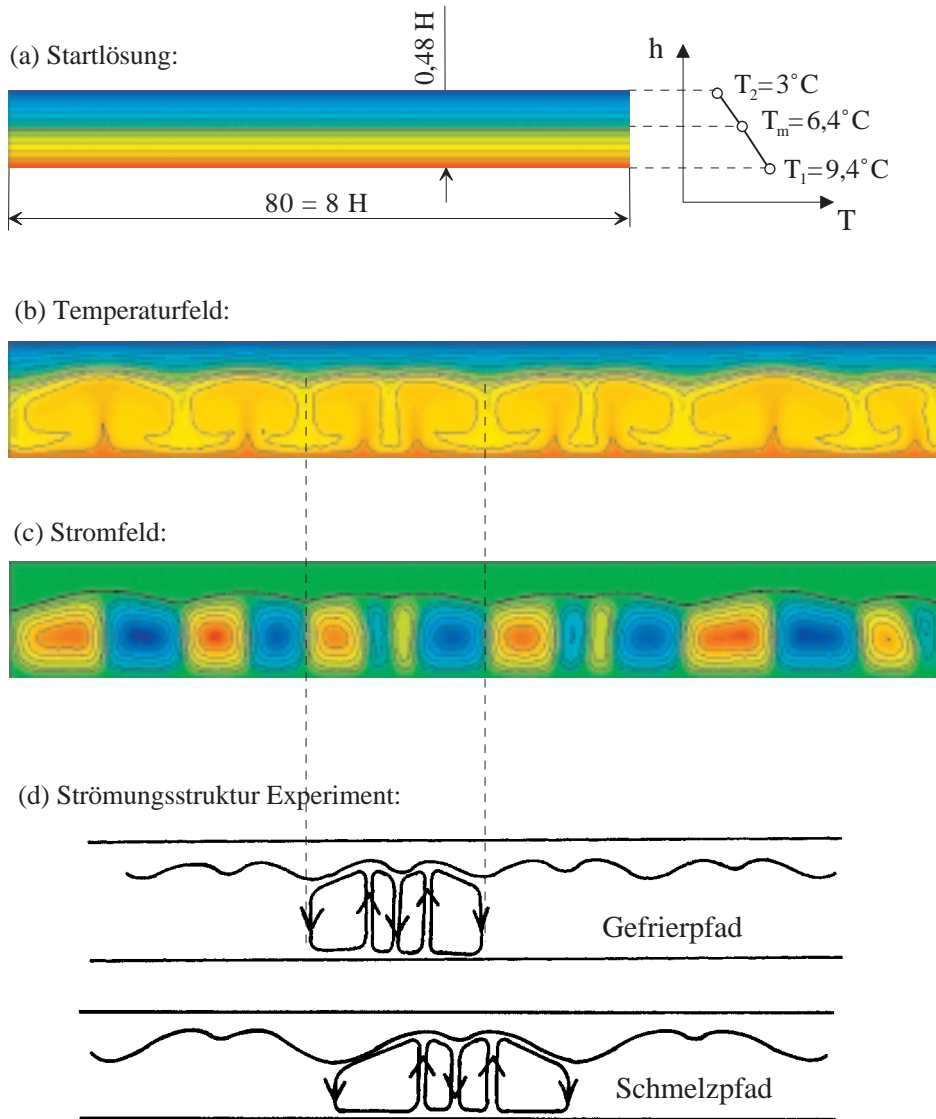 (a) Startlösung:
0,48 H
h
T2=3°C
Tm=6,4°C
T1=9,4°C
80 = 8 H
T
(b) Temperaturfeld:
(c) Stromfeld:
(d) Strömungsstruktur Experiment:
Gefrierpfad
Schmelzpfad